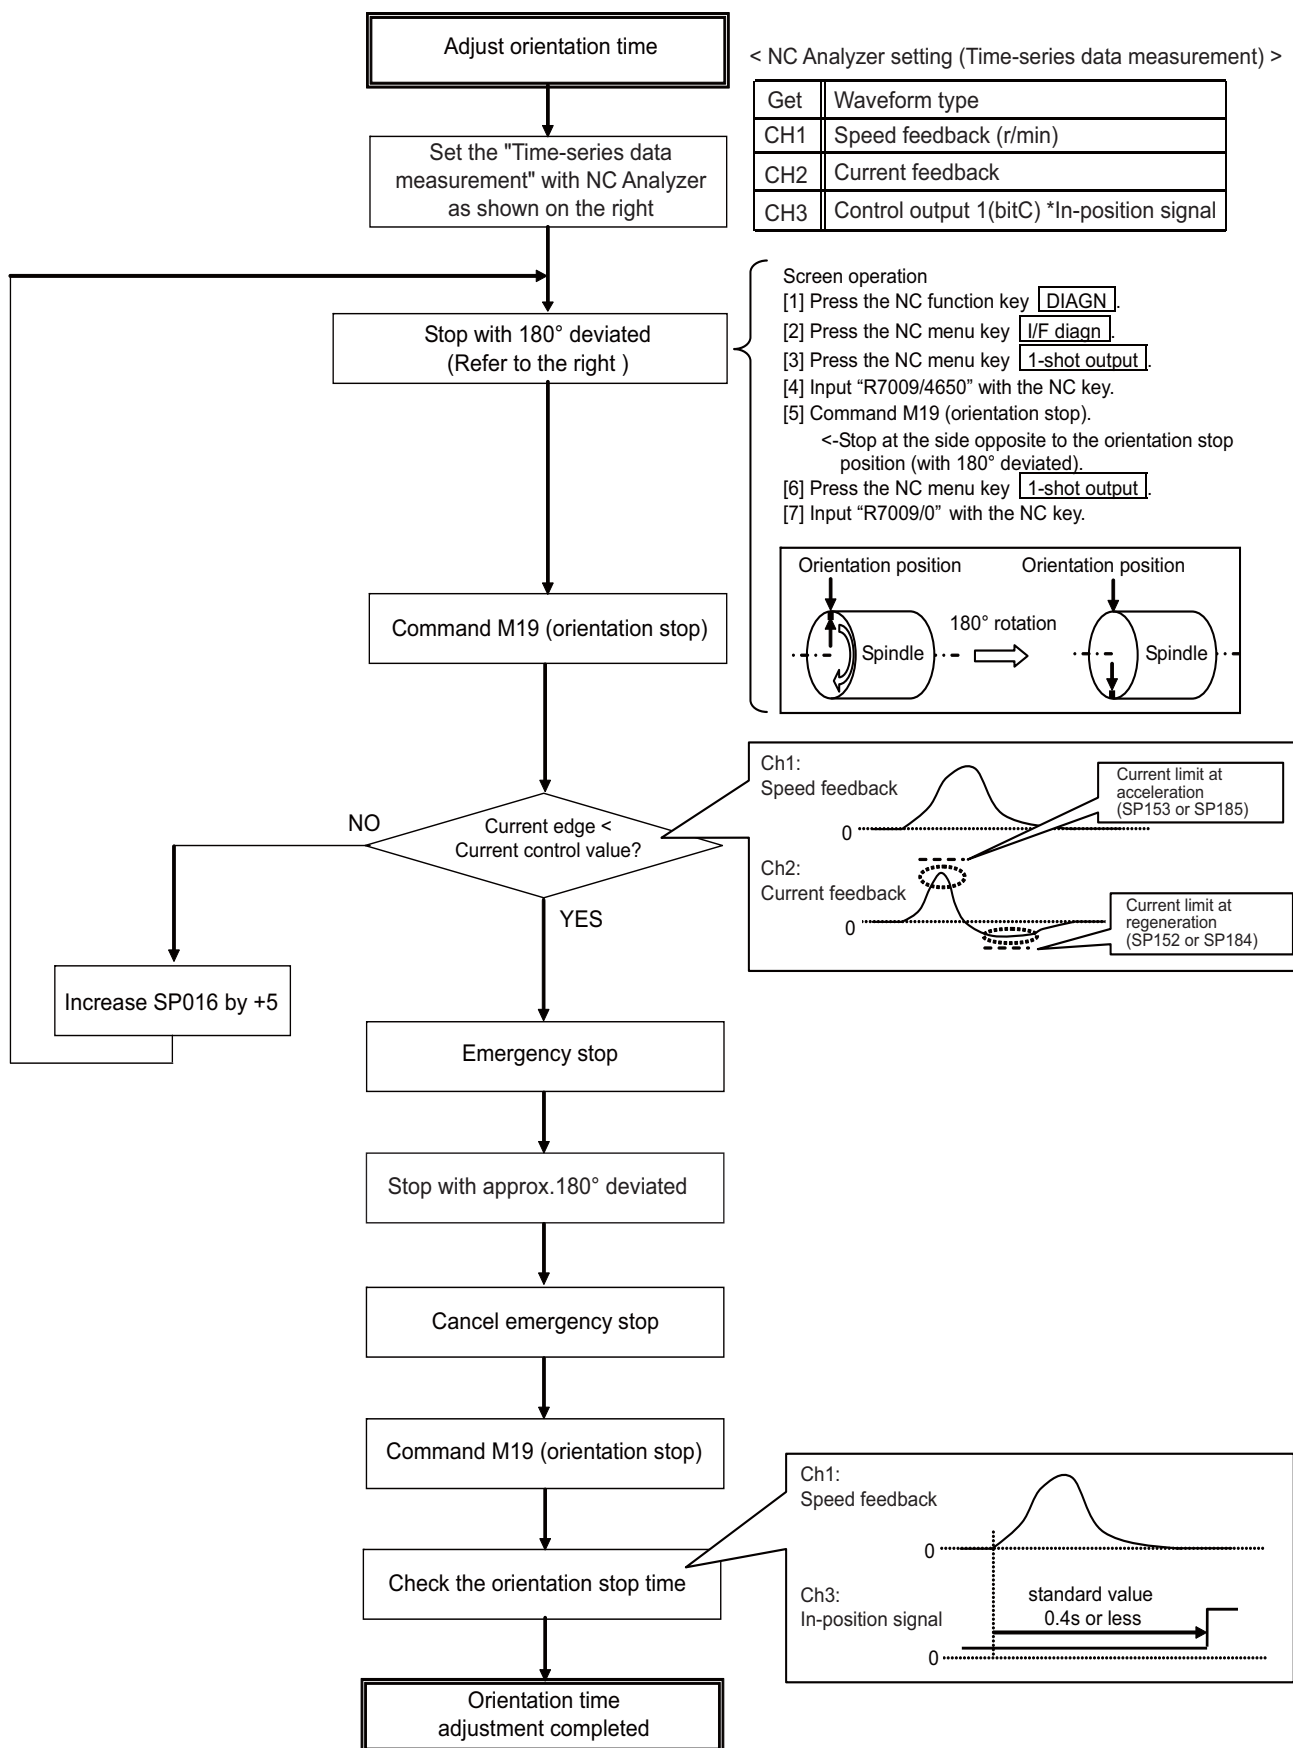 Adjust orientation time
< NC Analyzer setting (Time-series data measurement) >
Get Waveform type
CH1 Speed feedback (r/min)
CH2 Current feedback
CH3 Control output 1(bitC) *In-position signal
Set the "Time-series data
measurement" with NC Analyzer
as shown on the right
Stop with 180° deviated
(Refer to the right )
Screen operation
[1] Press the NC function key DIAGN .
[2] Press the NC menu key I/F diagn .
[3] Press the NC menu key 1-shot output .
[4] Input “R7009/4650” with the NC key.
[5] Command M19 (orientation stop).
<-Stop at the side opposite to the orientation stop
position (with 180° deviated).
[6] Press the NC menu key 1-shot output .
[7] Input “R7009/0” with the NC key.
Orientation position
Orientation position
180° rotation
Spindle
Spindle
Command M19 (orientation stop)
Ch1:
Speed feedback
0
Current limit at
acceleration
(SP153 or SP185)
Ch2:
Current feedback
0
Current limit at
regeneration
(SP152 or SP184)
NO
Current edge <
Current control value?
YES
Increase SP016 by +5
Emergency stop
Stop with approx.180° deviated
Cancel emergency stop
Command M19 (orientation stop)
Check the orientation stop time
Ch1:
Speed feedback
0
Ch3:
In-position signal
standard value
0.4s or less
0
Orientation time
adjustment completed